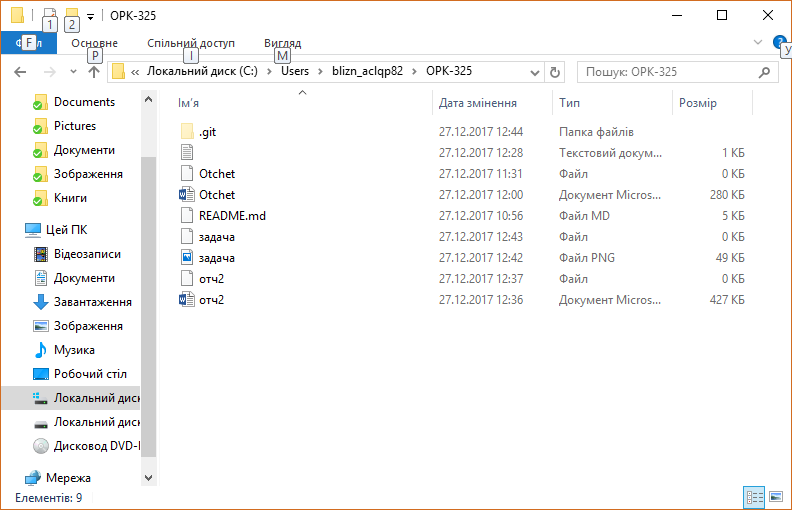 1 2 ОРК-325
F Файл Основне Спільний доступ Вигляд
P І М У
« Локальний диск (C:) > Users > blizn_aclqp82 > ОРК-325 Пошук: ОРК-325
Ім'я Дата змінення Тип Розмір
Documents
Pictures
Документи
Зображення
Книги
Цей ПК
Відеозаписи
Документи
Завантаження
Зображення
Музика
Робочий стіл
Локальний диск
Локальний диск
Дисковод DVD-
Мережа
.git 27.12.2017 12:44 Папка файлів
27.12.2017 12:28 Текстовий докум... 1 КБ
Otchet 27.12.2017 11:31 Файл 0 КБ
Otchet 27.12.2017 12:00 Документ Micros... 280 КБ
README.md 27.12.2017 10:56 Файл MD 5 КБ
задача 27.12.2017 12:43 Файл 0 КБ
задача 27.12.2017 12:42 Файл PNG 49 КБ
отч2 27.12.2017 12:37 Файл 0 КБ
отч2 27.12.2017 12:36 Документ Micros... 427 КБ
Елементів: 9